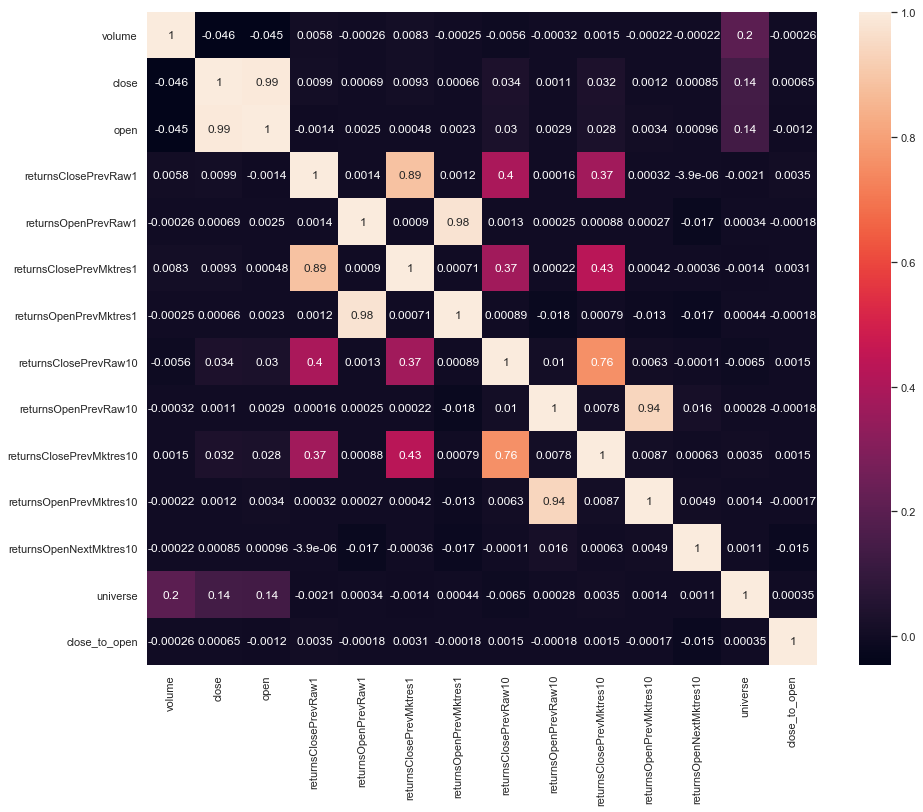 volume 1 -0.046 -0.045 0.0058 -0.00026 0.0083 -0.00025 -0.0056 -0.00032 0.0015 -0.00022 -0.00022 0.2 -0.00026
close -0.046 1 0.99 0.0099 0.00069 0.0093 0.00066 0.034 0.0011 0.032 0.0012 0.00085 0.14 0.00065
open -0.045 0.99 1 -0.0014 0.0025 0.00048 0.0023 0.03 0.0029 0.028 0.0034 0.00096 0.14 -0.0012
returnsClosePrevRaw1 0.0058 0.0099 -0.0014 1 0.0014 0.89 0.0012 0.4 0.00016 0.37 0.00032 -3.9e-06 -0.0021 0.0035
returnsOpenPrevRaw1 -0.00026 0.00069 0.0025 0.0014 1 0.0009 0.98 0.0013 0.00025 0.00088 0.00027 -0.017 0.00034 -0.00018
returnsClosePrevMktres1 0.0083 0.0093 0.00048 0.89 0.0009 1 0.00071 0.37 0.00022 0.43 0.00042 -0.00036 -0.0014 0.0031
returnsOpenPrevMktres1 -0.00025 0.00066 0.0023 0.0012 0.98 0.00071 1 0.00089 -0.018 0.00079 -0.013 -0.017 0.00044 -0.00018
returnsClosePrevRaw10 -0.0056 0.034 0.03 0.4 0.0013 0.37 0.00089 1 0.01 0.76 0.0063 -0.00011 -0.0065 0.0015
returnsOpenPrevRaw10 -0.00032 0.0011 0.0029 0.00016 0.00025 0.00022 -0.018 0.01 1 0.0078 0.94 0.016 0.00028 -0.00018
returnsClosePrevMktres10 0.0015 0.032 0.028 0.37 0.00088 0.43 0.00079 0.76 0.0078 1 0.0087 0.00063 0.0035 0.0015
returnsOpenPrevMktres10 -0.00022 0.0012 0.0034 0.00032 0.00027 0.00042 -0.013 0.0063 0.94 0.0087 1 0.0049 0.0014 -0.00017
returnsOpenNextMktres10 -0.00022 0.00085 0.00096 -3.9e-06 -0.017 -0.00036 -0.017 -0.00011 0.016 0.00063 0.0049 1 0.0011 -0.015
universe 0.2 0.14 0.14 -0.0021 0.00034 -0.0014 0.00044 -0.0065 0.00028 0.0035 0.0014 0.0011 1 0.00035
close_to_open -0.00026 0.00065 -0.0012 0.0035 -0.00018 0.0031 -0.00018 0.0015 -0.00018 0.0015 -0.00017 -0.015 0.00035 1
volume
close
open
returnsClosePrevRaw1
returnsOpenPrevRaw1
returnsClosePrevMktres1
returnsOpenPrevMktres1
returnsClosePrevRaw10
returnsOpenPrevRaw10
returnsClosePrevMktres10
returnsOpenPrevMktres10
returnsOpenNextMktres10
universe
close_to_open
1.0
0.8
0.6
0.4
0.2
0.0